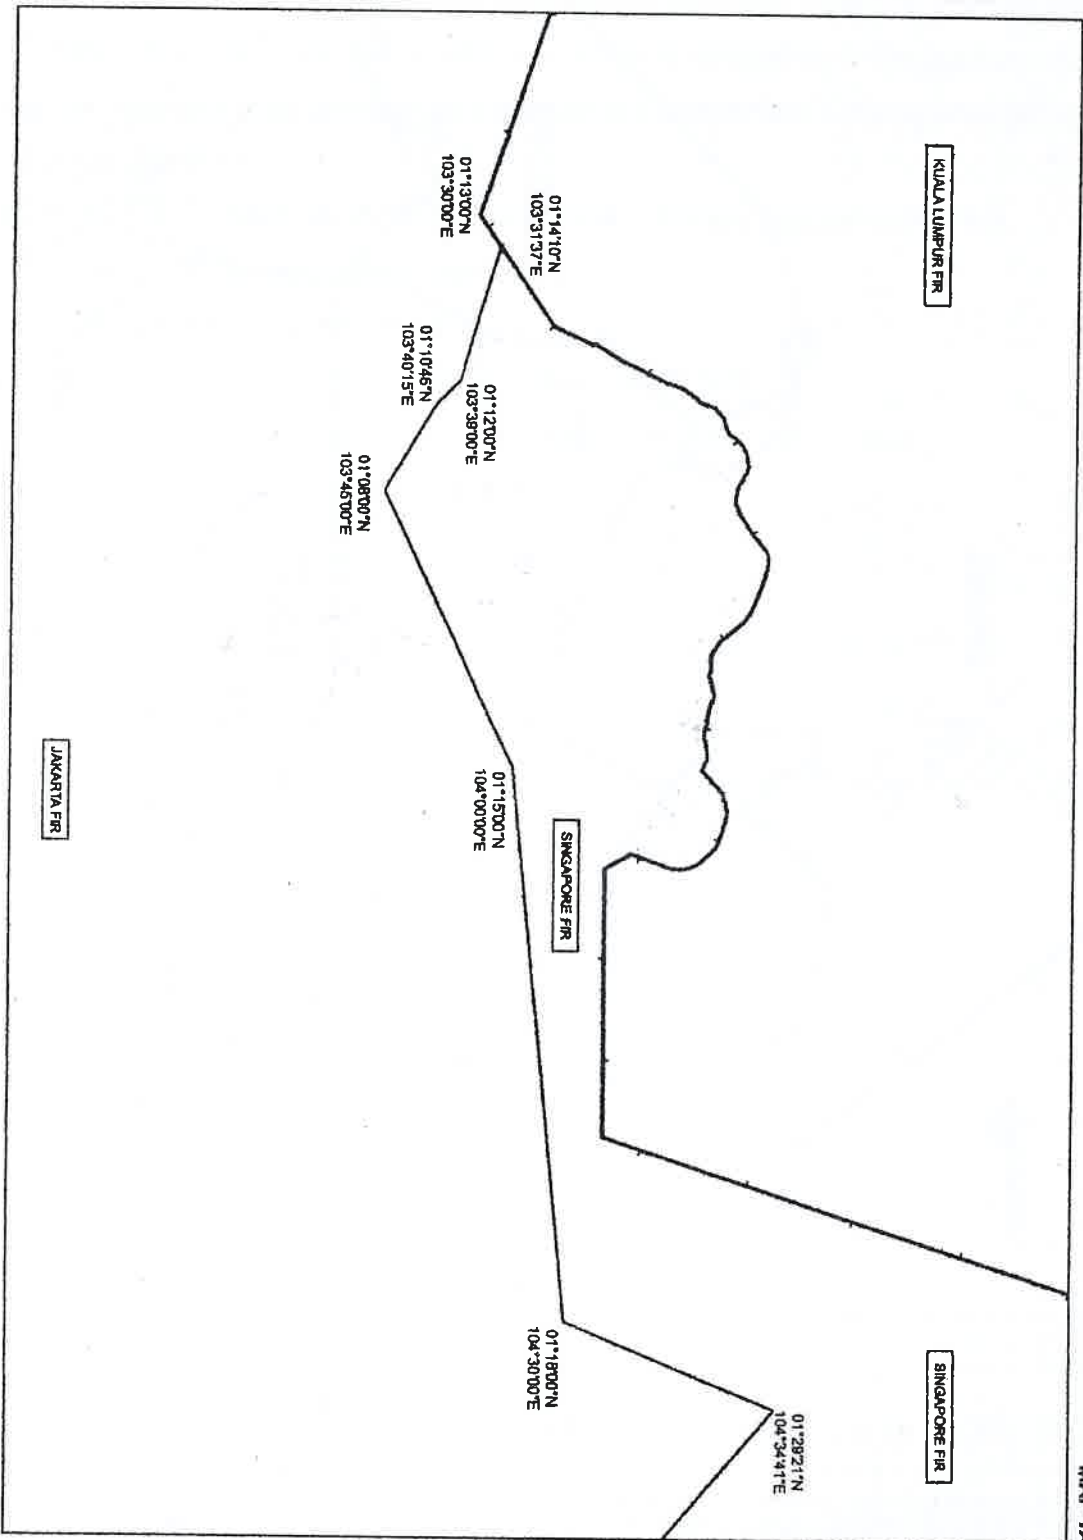 KUALA LUMPUR FIR
SINGAPORE FIR
01°29'21"N
104°34'41"E
01°14'10"N
103°31'37"E
SINGAPORE FIR
01°18'00"N
104°30'00"E
01°15'00"N
104°00'00"E
01°12'00"N
103°39'00"E
01°13'00"N
103°30'00"E
01°10'46"N
103°40'15"E
01°08'00"N
103°45'00"E
JAKARTA FIR